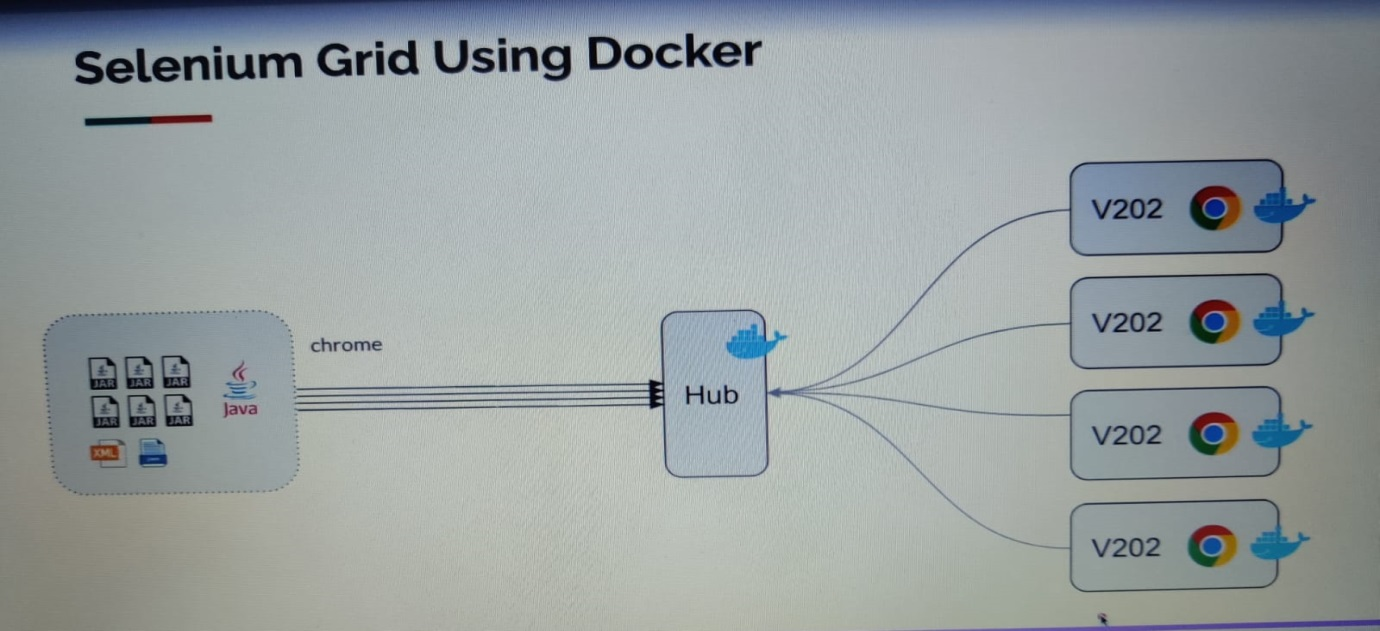 Selenium Grid Using Docker
V202
V202
chrome
JAR JAR JAR
Java
JAR JAR JAR
XML
Hub
V202
V202